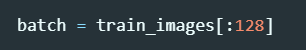 batch = train_images[:128]